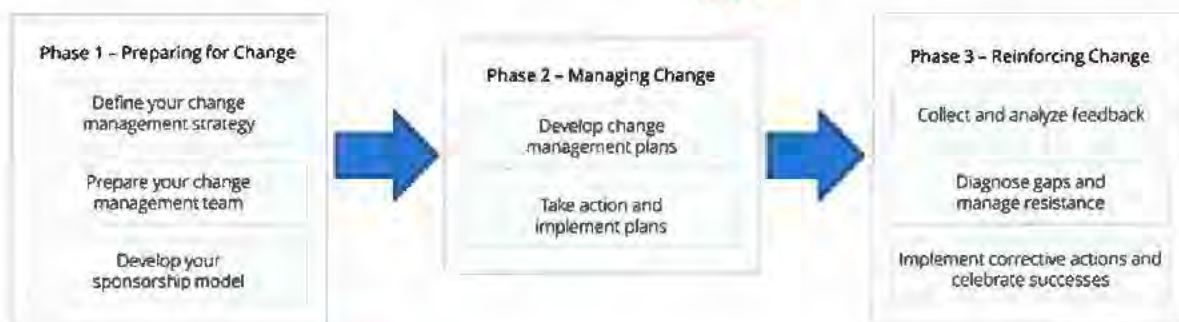 Phase 1 – Preparing for Change
Define your change
management strategy
Prepare your change
management team
Develop your
sponsorship model
Phase 2 – Managing Change
Develop change
management plans
Take action and
implement plans
Phase 3 – Reinforcing Change
Collect and analyze feedback
Diagnose gaps and
manage resistance
Implement corrective actions and
celebrate successes